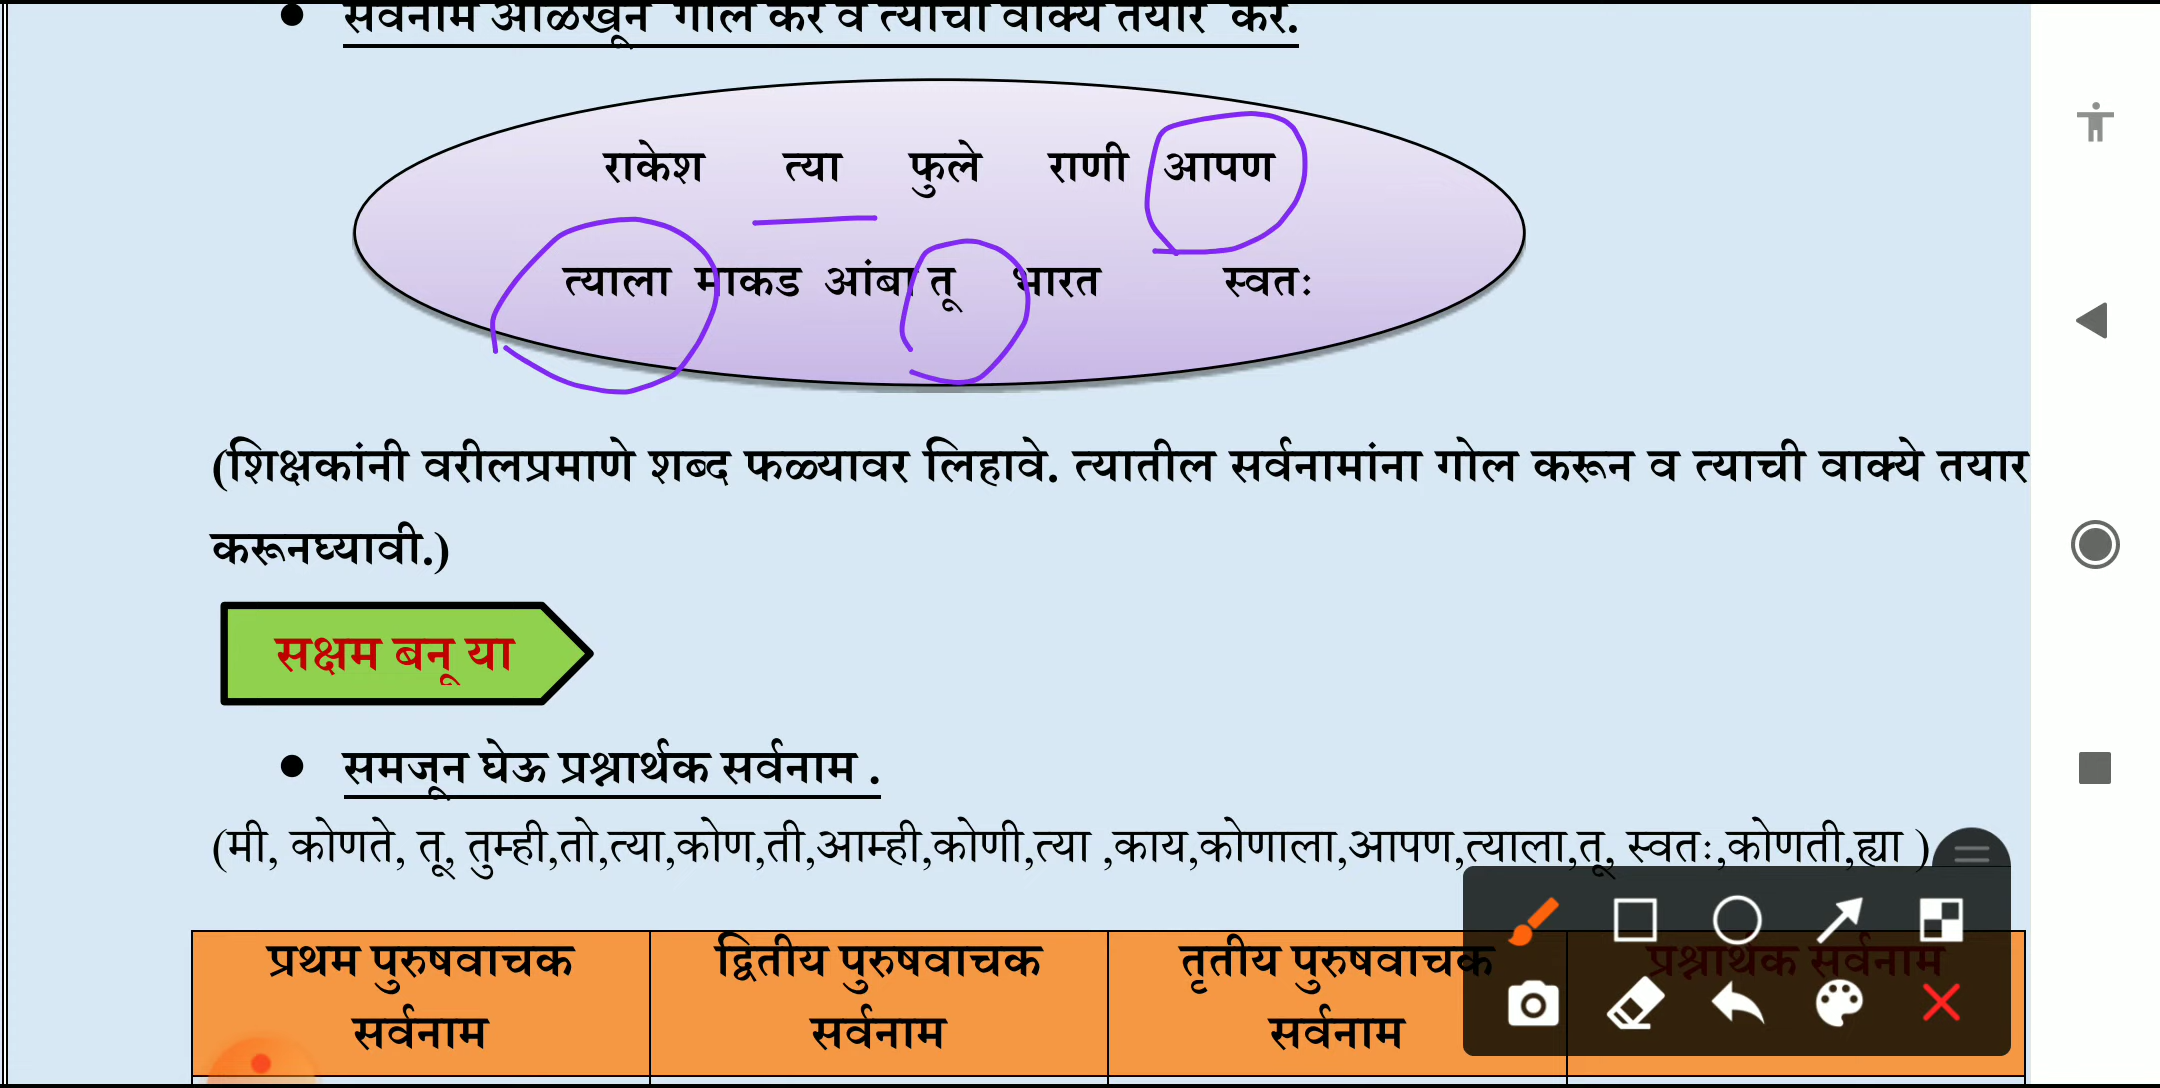 सर्वनाम ओळखून गोल कर व त्याची वाक्ये तयार कर.
राकेश त्या फुले राणी आपण
त्याला माकड आंबा तू भारत स्वतः
(शिक्षकांनी वरीलप्रमाणे शब्द फळ्यावर लिहावे. त्यातील सर्वनामांना गोल करून व त्याची वाक्ये तयार
करूनघ्यावी.)
सक्षम बनू या
समजून घेऊ प्रश्नार्थक सर्वनाम .
(मी, कोणते, तू, तुम्ही,तो,त्या,कोण,ती,आम्ही,कोणी,त्या ,काय,कोणाला,आपण,त्याला,तू, स्वतः,कोणती,ह्या )
प्रथम पुरुषवाचक सर्वनाम
द्वितीय पुरुषवाचक सर्वनाम
तृतीय पुरुषवाचक सर्वनाम
प्रश्नार्थक सर्वनाम